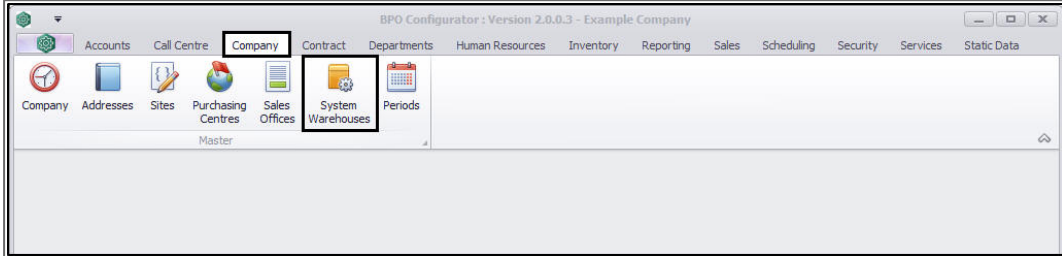 BPO Configurator : Version 2.0.0.3 - Example Company
Accounts Call Centre Company Contract Departments Human Resources Inventory Reporting Sales Scheduling Security Services Static Data
Company Addresses Sites Purchasing Sales System Periods
Centres Offices Warehouses
Master